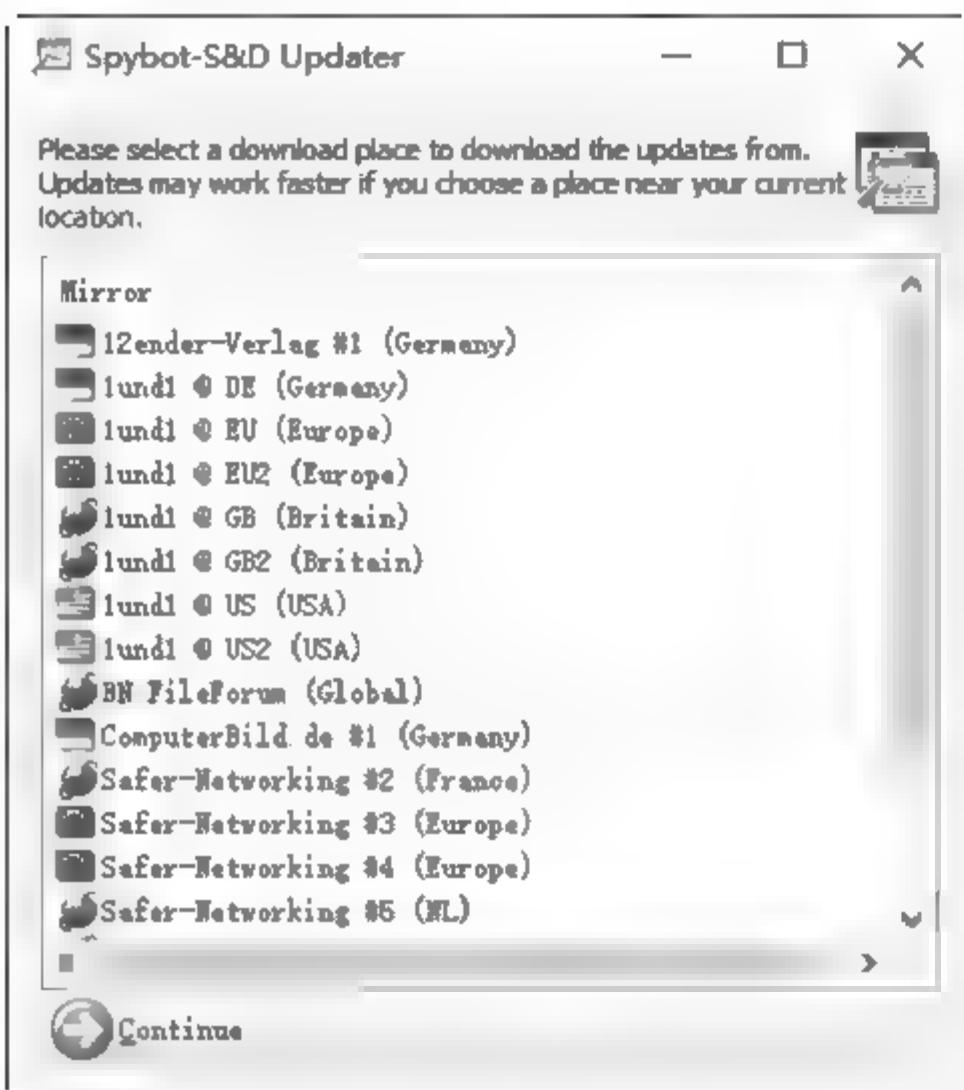 Spybot-S&D Updater
Please select a download place to download the updates from.
Updates may work faster if you choose a place near your current
location.
Mirror
12ender-Verlag #1 (Germany)
1und1 @ DE (Germany)
1und1 @ EU (Europe)
1und1 @ EU2 (Europe)
1und1 @ GB (Britain)
1und1 @ GB2 (Britain)
1und1 @ US (USA)
1und1 @ US2 (USA)
BN FileForum (Global)
ComputerBild.de #1 (Germany)
Safer-Networking #2 (France)
Safer-Networking #3 (Europe)
Safer-Networking #4 (Europe)
Safer-Networking #5 (NL)
Continue